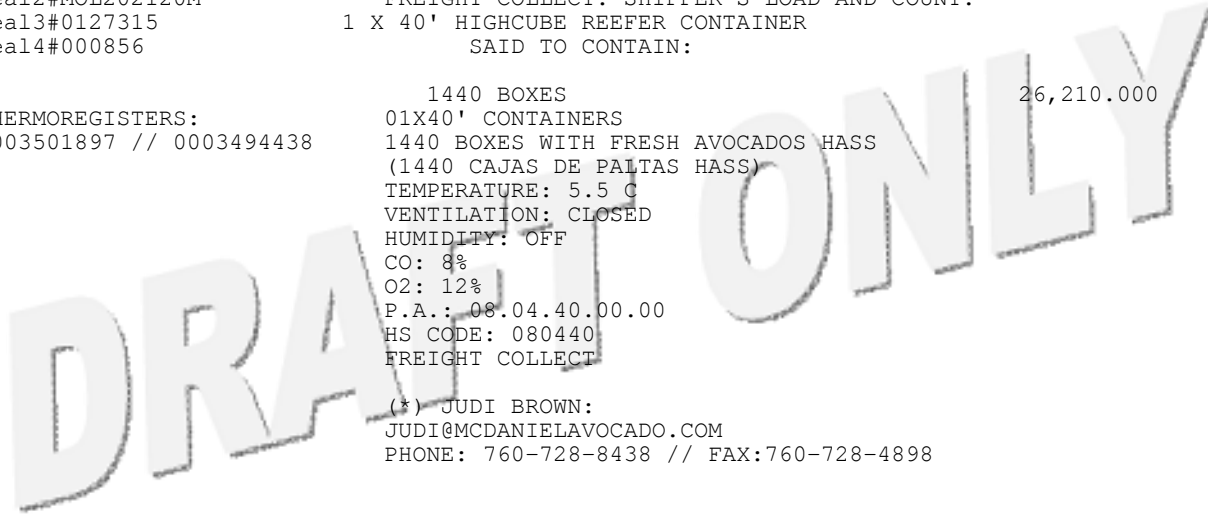 eal2#MOL202120M FREIGHT COLLECT. SHIPPER'S LOAD AND COUNT.
eal3#0127315 1 X 40' HIGHCUBE REEFER CONTAINER
eal4#000856 SAID TO CONTAIN:
1440 BOXES 26,210.000
HERMOREGISTERS: 01X40' CONTAINERS
003501897 // 0003494438 1440 BOXES WITH FRESH AVOCADOS HASS
(1440 CAJAS DE PALTAS HASS)
TEMPERATURE: 5.5 C
VENTILATION: CLOSED
HUMIDITY: OFF
CO: 8%
O2: 12%
P.A.: 08.04.40.00.00
HS CODE: 080440
FREIGHT COLLECT
(*) JUDI BROWN:
JUDI@MCDANIELAVOCADO.COM
PHONE: 760-728-8438 // FAX:760-728-4898
DRAFT ONLY